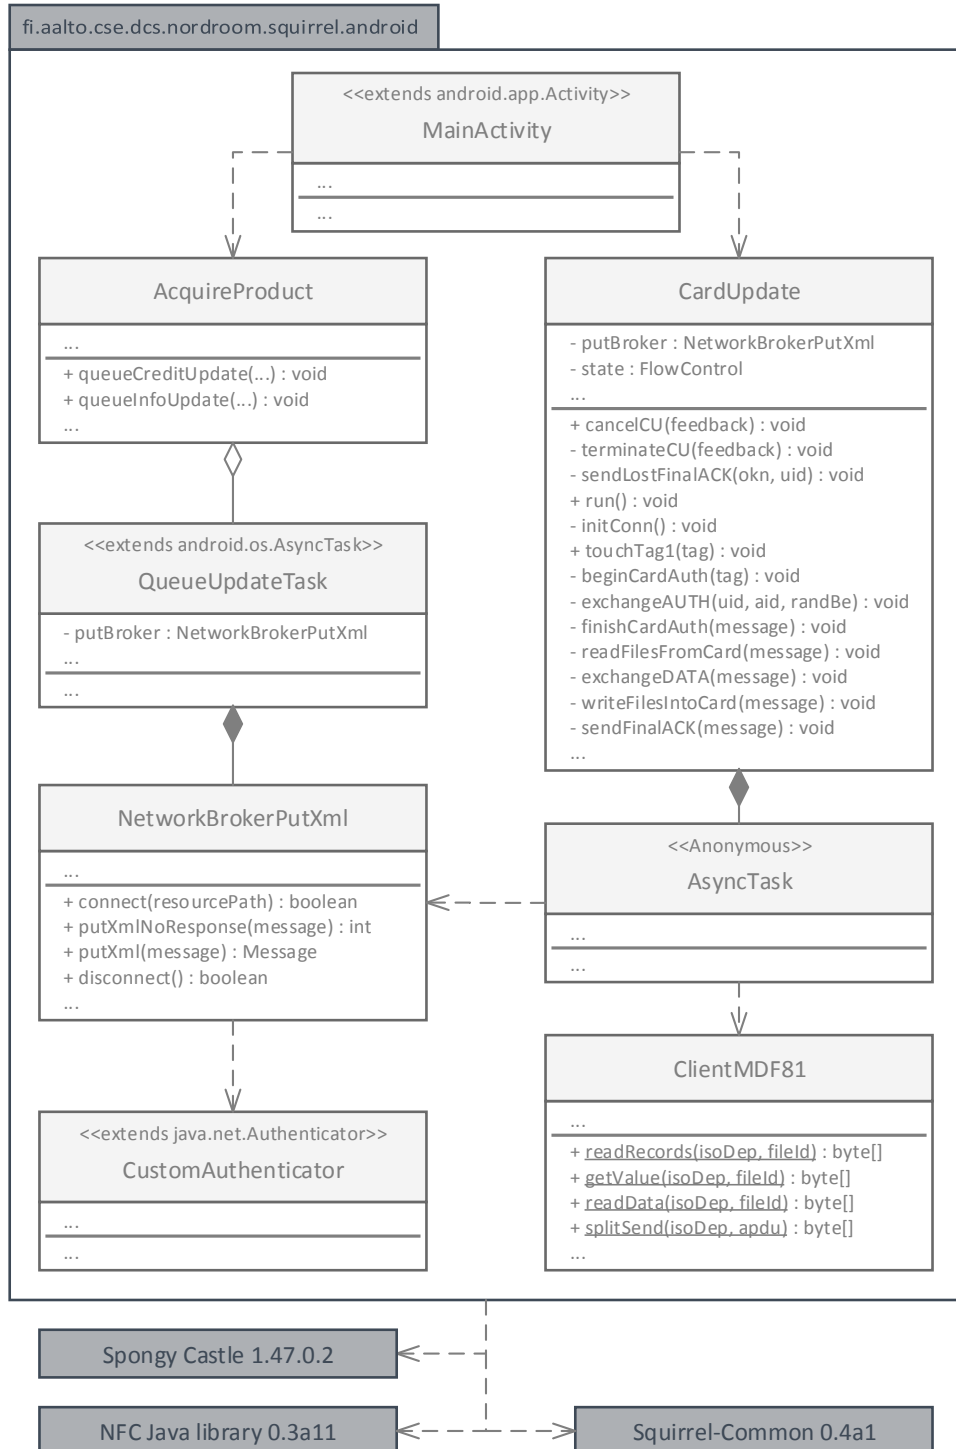 fi.aalto.cse.dcs.nordroom.squirrel.android
<<extends android.app.Activity>>
MainActivity
...
...
AcquireProduct
...
+ queueCreditUpdate(...) : void
+ queueInfoUpdate(...) : void
...
CardUpdate
- putBroker : NetworkBrokerPutXml
- state : FlowControl
...
+ cancelCU(feedback) : void
- terminateCU(feedback) : void
- sendLostFinalACK(okn, uid) : void
+ run() : void
- initConn() : void
+ touchTag1(tag) : void
- beginCardAuth(tag) : void
- exchangeAUTH(uid, aid, randBe) : void
- finishCardAuth(message) : void
- readFilesFromCard(message) : void
- exchangeDATA(message) : void
- writeFilesIntoCard(message) : void
- sendFinalACK(message) : void
...
<<extends android.os.AsyncTask>>
QueueUpdateTask
- putBroker : NetworkBrokerPutXml
...
...
NetworkBrokerPutXml
...
+ connect(resourcePath) : boolean
+ putXmlNoResponse(message) : int
+ putXml(message) : Message
+ disconnect() : boolean
...
<<Anonymous>>
AsyncTask
...
...
<<extends java.net.Authenticator>>
CustomAuthenticator
...
...
ClientMDF81
...
+ readRecords(isoDep, fileId) : byte[]
+ getValue(isoDep, fileId) : byte[]
+ readData(isoDep, fileId) : byte[]
+ splitSend(isoDep, apdu) : byte[]
...
Spongy Castle 1.47.0.2
NFC Java library 0.3a11
Squirrel-Common 0.4a1